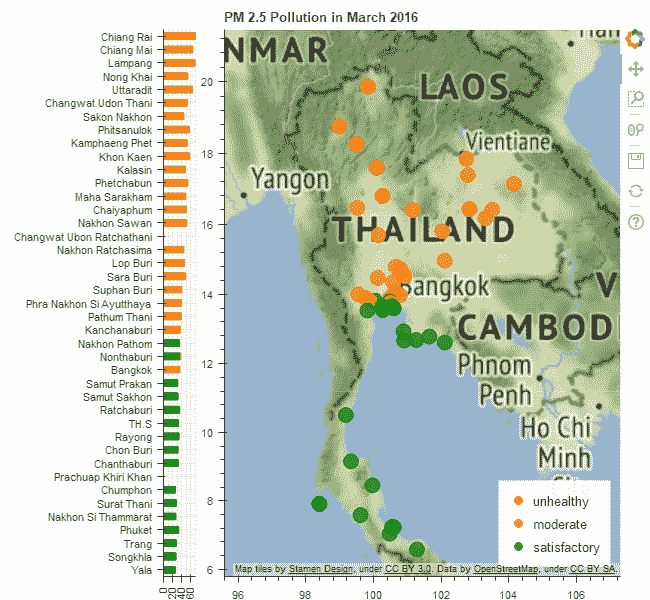 PM 2.5 Pollution in March 2016
Chiang Rai
Chiang Mai
Lampang
Nong Khai
Uttaradit
Changwat Udon Thani
Sakon Nakhon
Phitsanulok
Kamphaeng Phet
Khon Kaen
Kalasin
Phetchabun
Maha Sarakham
Chaiyaphum
Nakhon Sawan
Changwat Ubon Ratchathani
Nakhon Ratchasima
Lop Buri
Sara Buri
Suphan Buri
Phra Nakhon Si Ayutthaya
Pathum Thani
Kanchanaburi
Nakhon Pathom
Nonthaburi
Bangkok
Samut Prakan
Samut Sakhon
Ratchaburi
TH.S
Rayong
Chon Buri
Chanthaburi
Prachuap Khiri Khan
Chumphon
Surat Thani
Nakhon Si Thammarat
Phuket
Trang
Songkhla
Yala
0 20 40 60
20
18
16
14
12
10
8
6
NMAR
LAOS
Vientiane
Yangon
THAILAND
Bangkok
V
CAMBOD
Phnom
Penh
Ho Chi
Minh
unhealthy
moderate
satisfactory
Map tiles by Stamen Design, under CC BY 3.0. Data by OpenStreetMap, under CC BY SA.
96 98 100 102 104 106